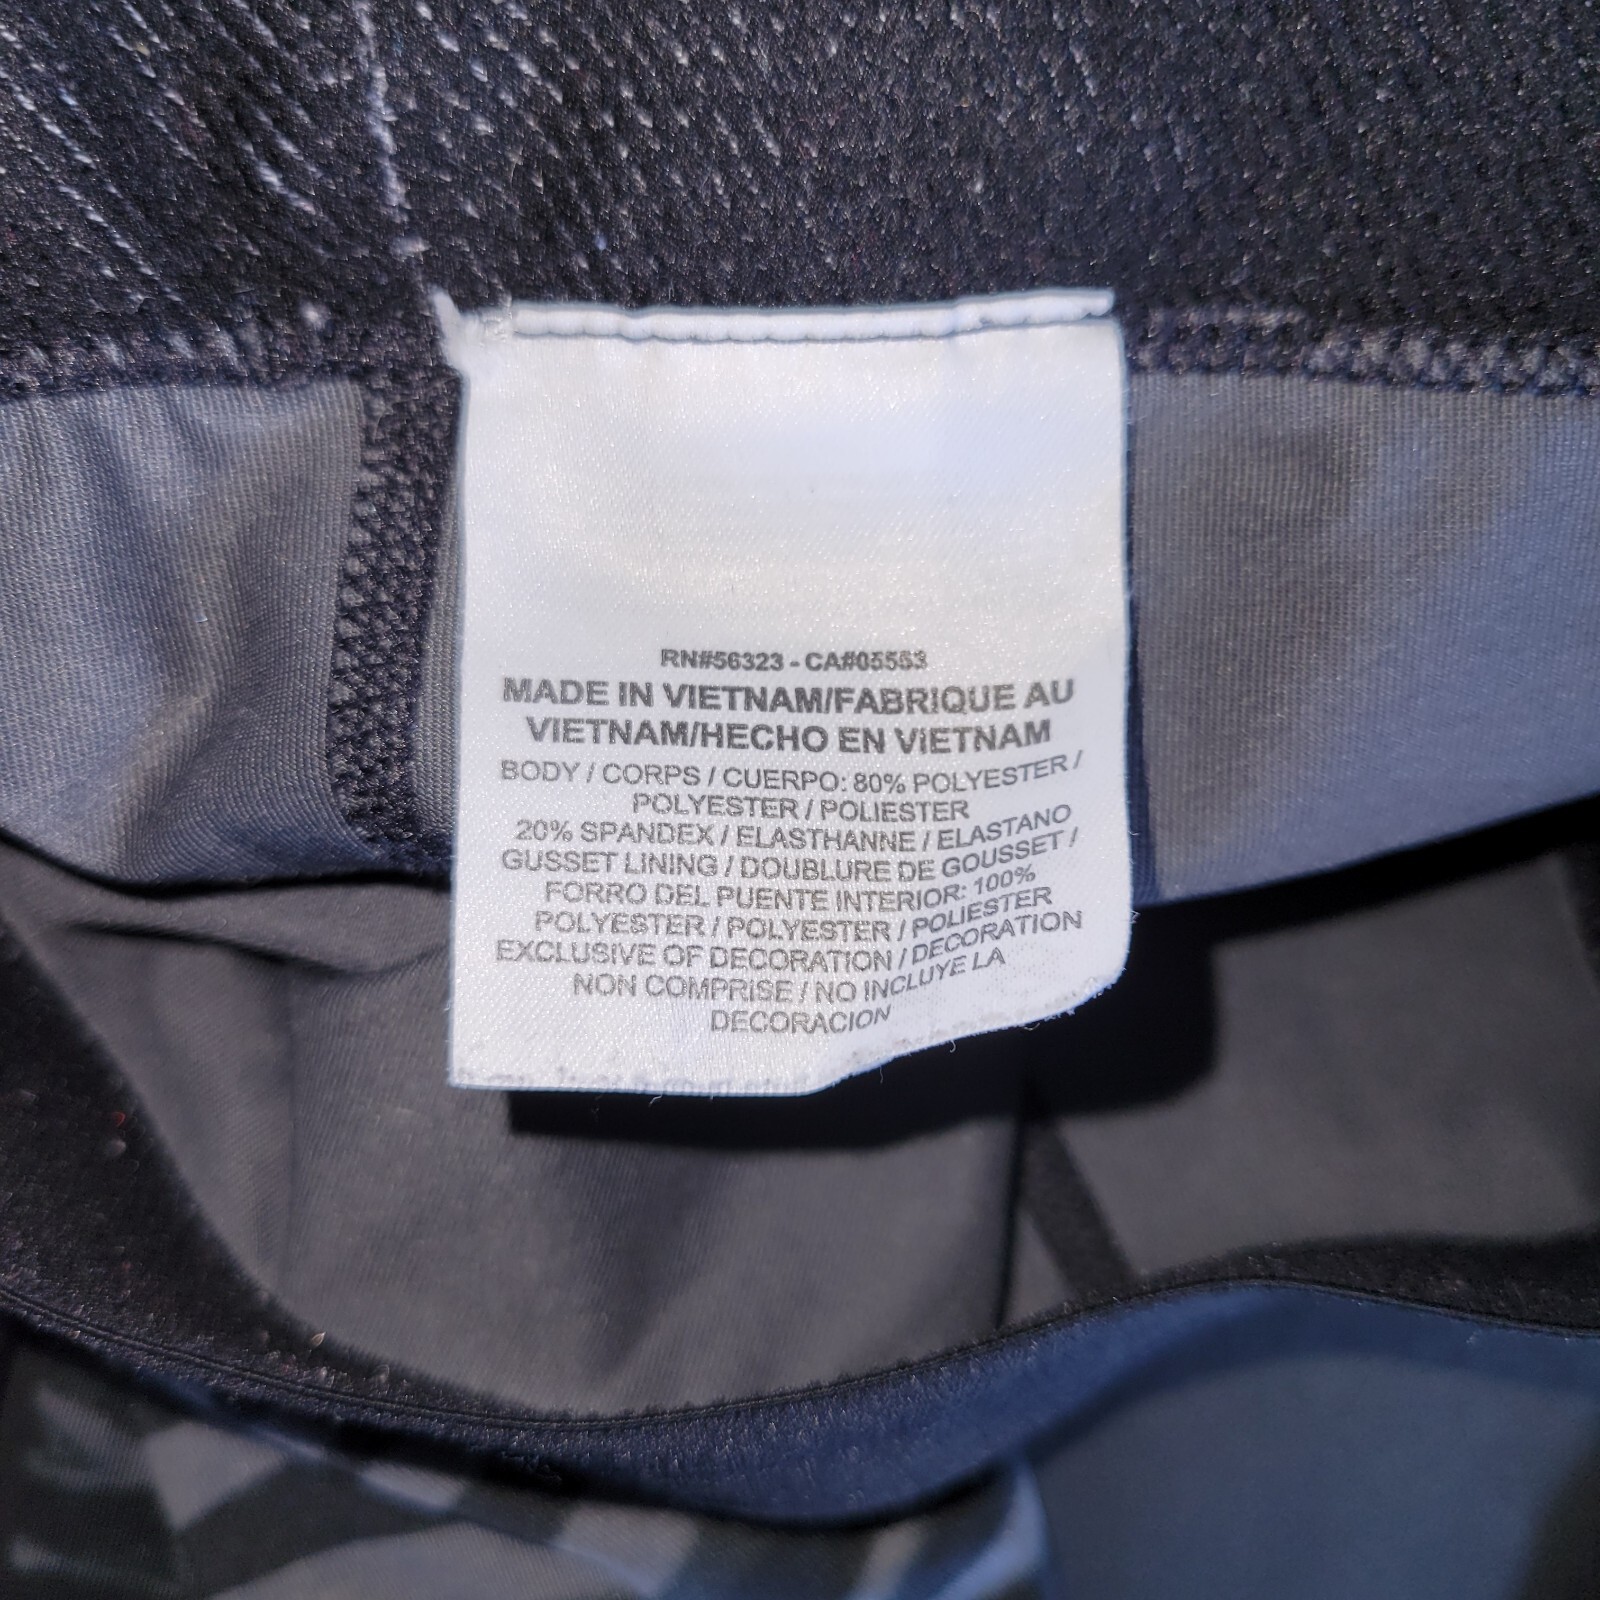 RN#56323 - CA#05553
MADE IN VIETNAM/FABRIQUE AU
VIETNAM/HECHO EN VIETNAM
BODY / CORPS / CUERPO: 80% POLYESTER /
POLYESTER / POLIESTER
20% SPANDEX / ELASTHANNE / ELASTANO
GUSSET LINING / DOUBLURE DE GOUSSET /
FORRO DEL PUENTE INTERIOR: 100%
POLYESTER / POLYESTER / POLIESTER
EXCLUSIVE OF DECORATION / DECORATION
NON COMPRISE / NO INCLUYE LA
DECORACION